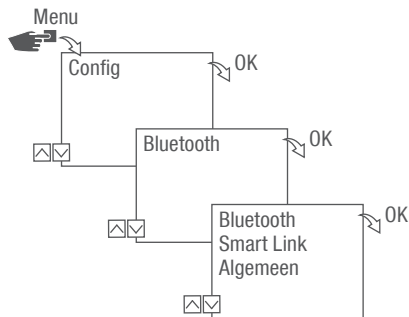 Menu
Config
OK
Bluetooth
OK
Bluetooth
Smart Link
Algemeen
OK